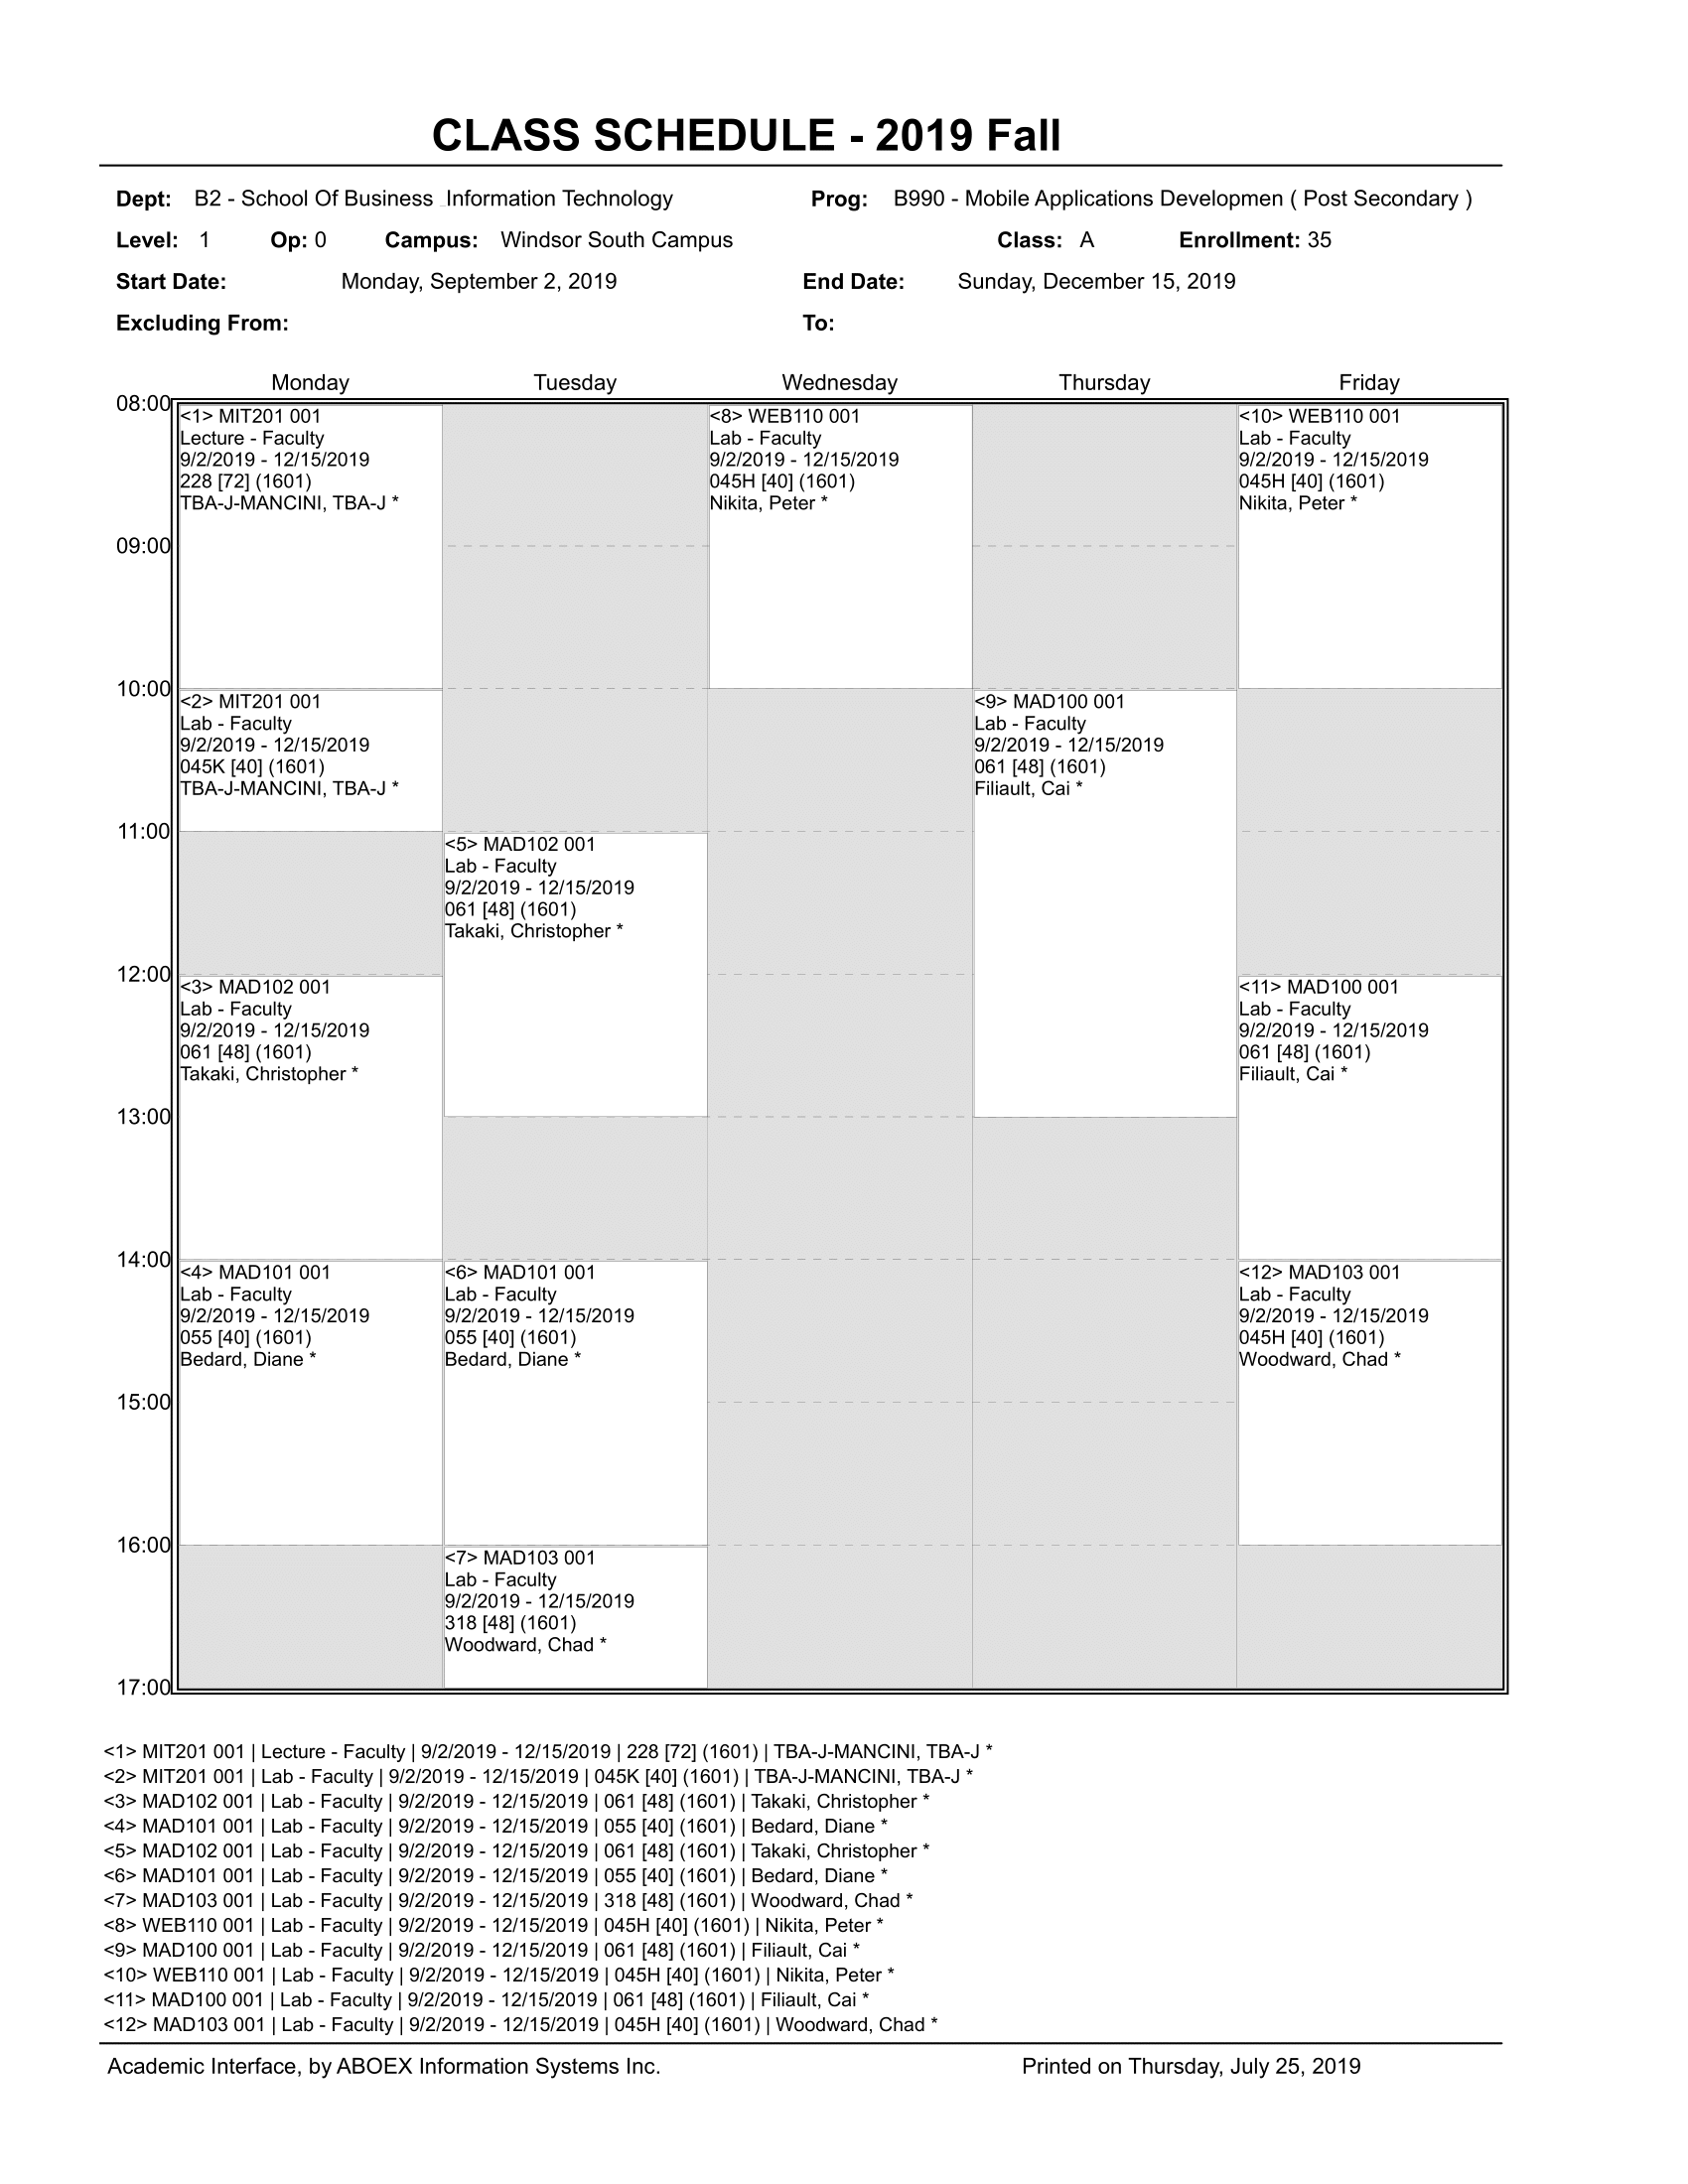 CLASS SCHEDULE - 2019 Fall
Dept: B2 - School Of Business Information Technology Prog: B990 - Mobile Applications Developmen ( Post Secondary )
Level: 1 Op: 0 Campus: Windsor South Campus Class: A Enrollment: 35
Start Date: Monday, September 2, 2019 End Date: Sunday, December 15, 2019
Excluding From: To:
Monday Tuesday Wednesday Thursday Friday
08:00
<1> MIT201 001
Lecture - Faculty
9/2/2019 - 12/15/2019
228 [72] (1601)
TBA-J-MANCINI, TBA-J *
<8> WEB110 001
Lab - Faculty
9/2/2019 - 12/15/2019
045H [40] (1601)
Nikita, Peter *
<10> WEB110 001
Lab - Faculty
9/2/2019 - 12/15/2019
045H [40] (1601)
Nikita, Peter *
09:00
10:00
<2> MIT201 001
Lab - Faculty
9/2/2019 - 12/15/2019
045K [40] (1601)
TBA-J-MANCINI, TBA-J *
<9> MAD100 001
Lab - Faculty
9/2/2019 - 12/15/2019
061 [48] (1601)
Filiault, Cai *
11:00
<5> MAD102 001
Lab - Faculty
9/2/2019 - 12/15/2019
061 [48] (1601)
Takaki, Christopher *
12:00
<3> MAD102 001
Lab - Faculty
9/2/2019 - 12/15/2019
061 [48] (1601)
Takaki, Christopher *
<11> MAD100 001
Lab - Faculty
9/2/2019 - 12/15/2019
061 [48] (1601)
Filiault, Cai *
13:00
14:00
<4> MAD101 001
Lab - Faculty
9/2/2019 - 12/15/2019
055 [40] (1601)
Bedard, Diane *
<6> MAD101 001
Lab - Faculty
9/2/2019 - 12/15/2019
055 [40] (1601)
Bedard, Diane *
<12> MAD103 001
Lab - Faculty
9/2/2019 - 12/15/2019
045H [40] (1601)
Woodward, Chad *
15:00
16:00
<7> MAD103 001
Lab - Faculty
9/2/2019 - 12/15/2019
318 [48] (1601)
Woodward, Chad *
17:00
<1> MIT201 001 | Lecture - Faculty | 9/2/2019 - 12/15/2019 | 228 [72] (1601) | TBA-J-MANCINI, TBA-J *
<2> MIT201 001 | Lab - Faculty | 9/2/2019 - 12/15/2019 | 045K [40] (1601) | TBA-J-MANCINI, TBA-J *
<3> MAD102 001 | Lab - Faculty | 9/2/2019 - 12/15/2019 | 061 [48] (1601) | Takaki, Christopher *
<4> MAD101 001 | Lab - Faculty | 9/2/2019 - 12/15/2019 | 055 [40] (1601) | Bedard, Diane *
<5> MAD102 001 | Lab - Faculty | 9/2/2019 - 12/15/2019 | 061 [48] (1601) | Takaki, Christopher *
<6> MAD101 001 | Lab - Faculty | 9/2/2019 - 12/15/2019 | 055 [40] (1601) | Bedard, Diane *
<7> MAD103 001 | Lab - Faculty | 9/2/2019 - 12/15/2019 | 318 [48] (1601) | Woodward, Chad *
<8> WEB110 001 | Lab - Faculty | 9/2/2019 - 12/15/2019 | 045H [40] (1601) | Nikita, Peter *
<9> MAD100 001 | Lab - Faculty | 9/2/2019 - 12/15/2019 | 061 [48] (1601) | Filiault, Cai *
<10> WEB110 001 | Lab - Faculty | 9/2/2019 - 12/15/2019 | 045H [40] (1601) | Nikita, Peter *
<11> MAD100 001 | Lab - Faculty | 9/2/2019 - 12/15/2019 | 061 [48] (1601) | Filiault, Cai *
<12> MAD103 001 | Lab - Faculty | 9/2/2019 - 12/15/2019 | 045H [40] (1601) | Woodward, Chad *
Academic Interface, by ABOEX Information Systems Inc. Printed on Thursday, July 25, 2019